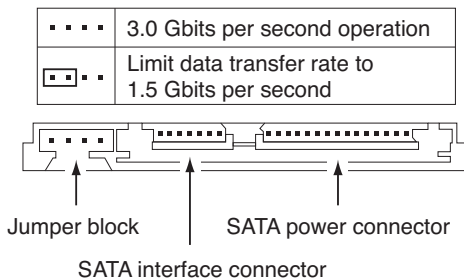 3.0 Gbits per second operation
Limit data transfer rate to
1.5 Gbits per second
Jumper block
SATA power connector
SATA interface connector